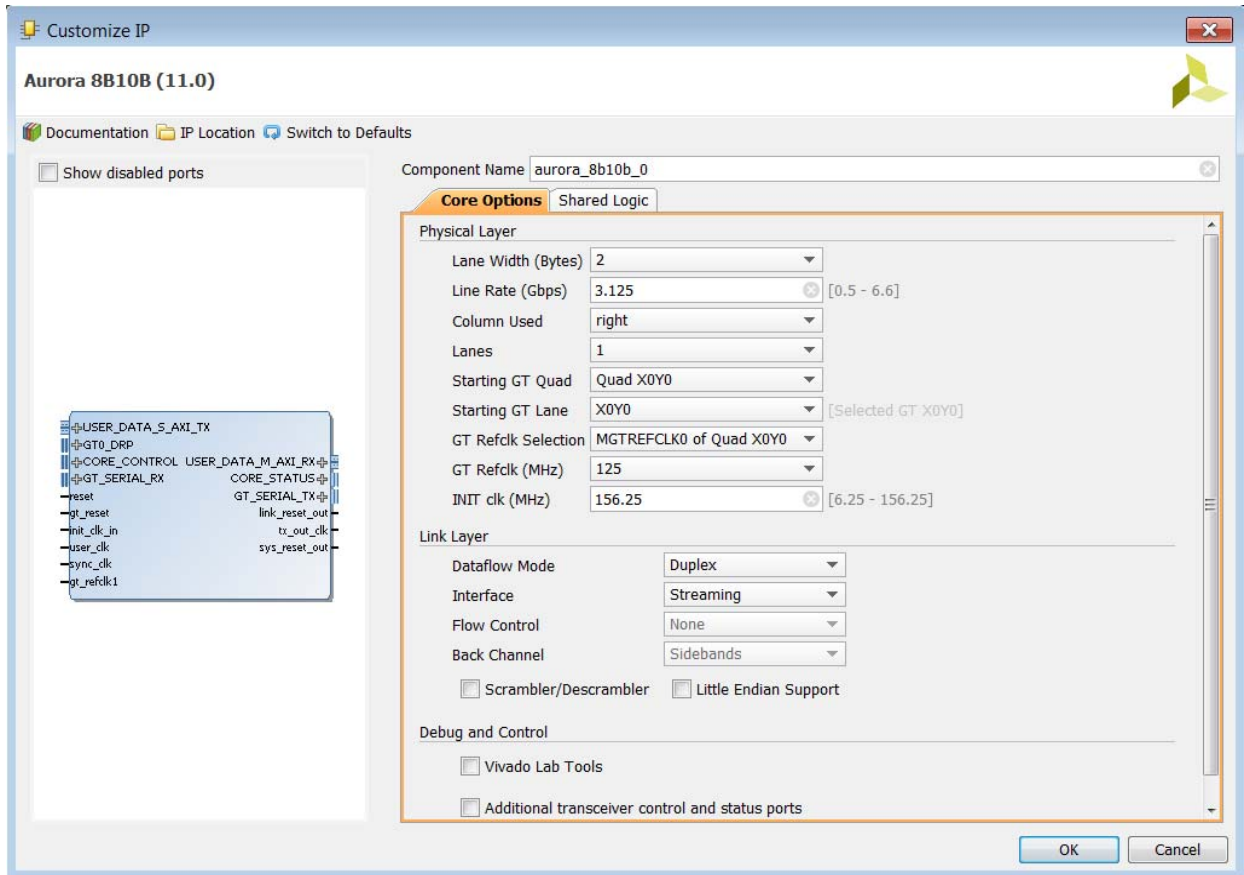 Customize IP
Aurora 8B10B (11.0)
Documentation IP Location Switch to Defaults
Show disabled ports
USER_DATA_S_AXI_TX
GT0_DRP
CORE_CONTROL USER_DATA_M_AXI_RX
GT_SERIAL_RX CORE_STATUS
reset GT_SERIAL_TX
gt_reset link_reset_out
init_clk_in tx_out_clk
user_clk sys_reset_out
sync_clk
gt_refclk1
Component Name aurora_8b10b_0
Core Options Shared Logic
Physical Layer
Lane Width (Bytes) 2
Line Rate (Gbps) 3.125 [0.5 - 6.6]
Column Used right
Lanes 1
Starting GT Quad Quad X0Y0
Starting GT Lane X0Y0 [Selected GT X0Y0]
GT Refclk Selection MGTREFCLK0 of Quad X0Y0
GT Refclk (MHz) 125
INIT clk (MHz) 156.25 [6.25 - 156.25]
Link Layer
Dataflow Mode Duplex
Interface Streaming
Flow Control None
Back Channel Sidebands
Scrambler/Descrambler Little Endian Support
Debug and Control
Vivado Lab Tools
Additional transceiver control and status ports
OK Cancel